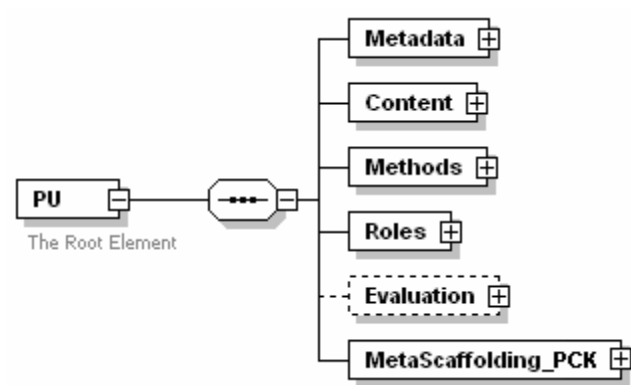 Metadata
Content
Methods
PU
The Root Element
Roles
Evaluation
MetaScaffolding_PCK